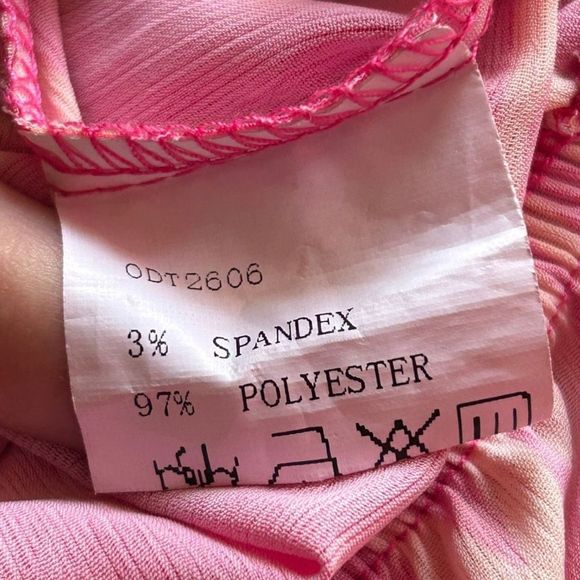 ODT2606
3% SPANDEX
97% POLYESTER